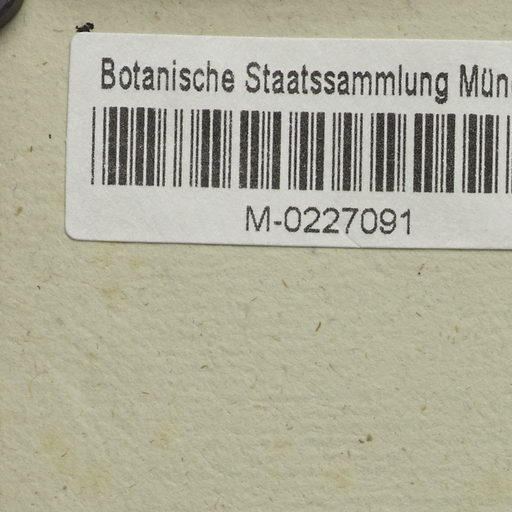 Botanische Staatssammlung Mün
M-0227091